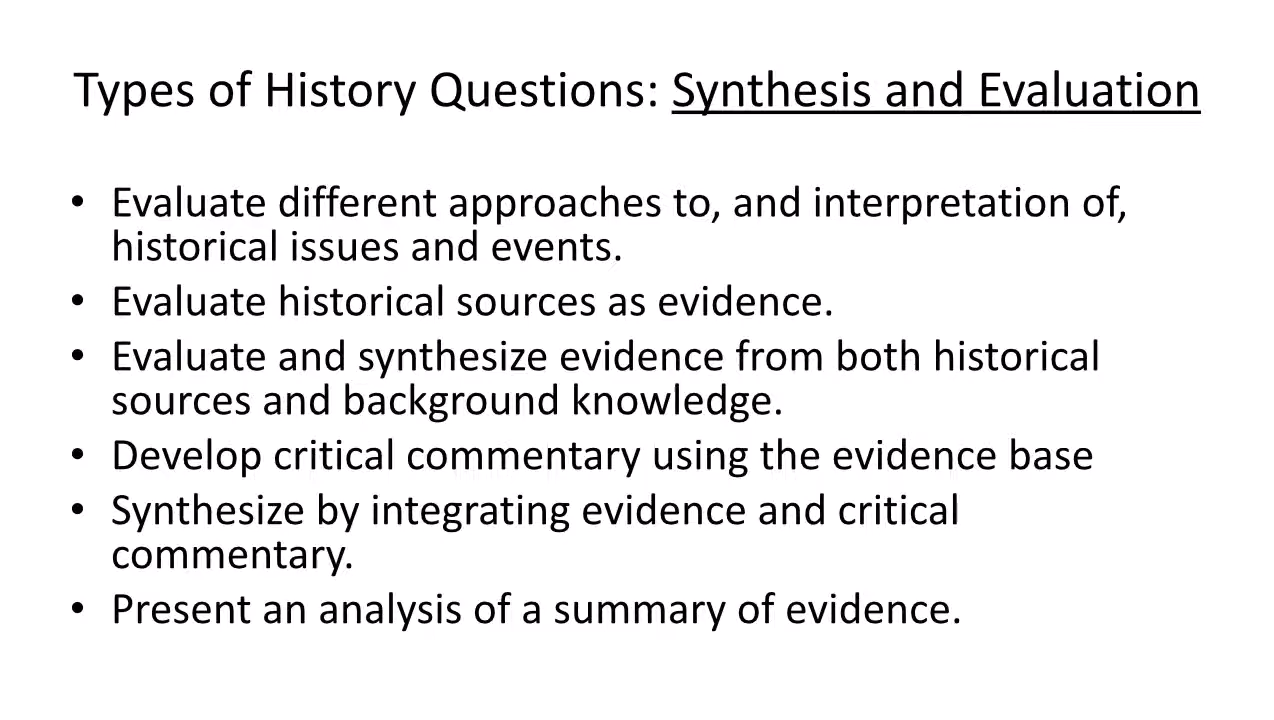 Types of History Questions: Synthesis and Evaluation
• Evaluate different approaches to, and interpretation of,
historical issues and events.
• Evaluate historical sources as evidence.
• Evaluate and synthesize evidence from both historical
sources and background knowledge.
• Develop critical commentary using the evidence base
• Synthesize by integrating evidence and critical
commentary.
• Present an analysis of a summary of evidence.